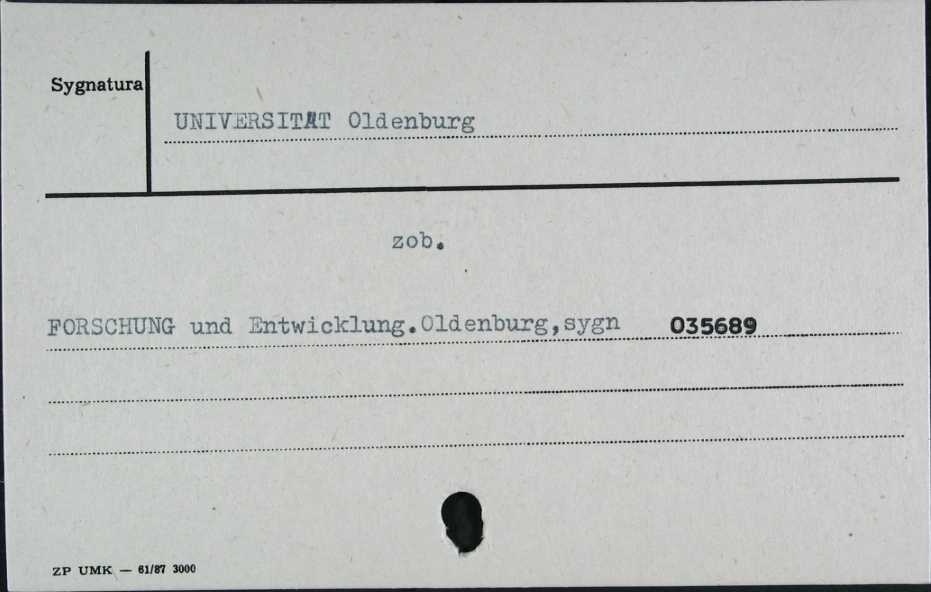 Sygnatura
UNIVERSITAT Oldenburg
zob.
FORSCHUNG und Entwicklung.Oldenburg,sygn 035689
ZP UMK — 61/87 3000